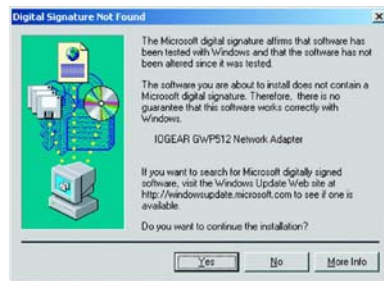 Digital Signature Not Found
The Microsoft digital signature affirms that software has
been tested with Windows and that the software has not
been altered since it was tested.
The software you are about to install does not contain a
Microsoft digital signature. Therefore, there is no
guarantee that this software works correctly with
Windows.
IOGEAR GWP512 Network Adapter
If you want to search for Microsoft digitally signed
software, visit the Windows Update Web site at
http://windowsupdate.microsoft.com to see if one is
available.
Do you want to continue the installation?
Yes No More Info